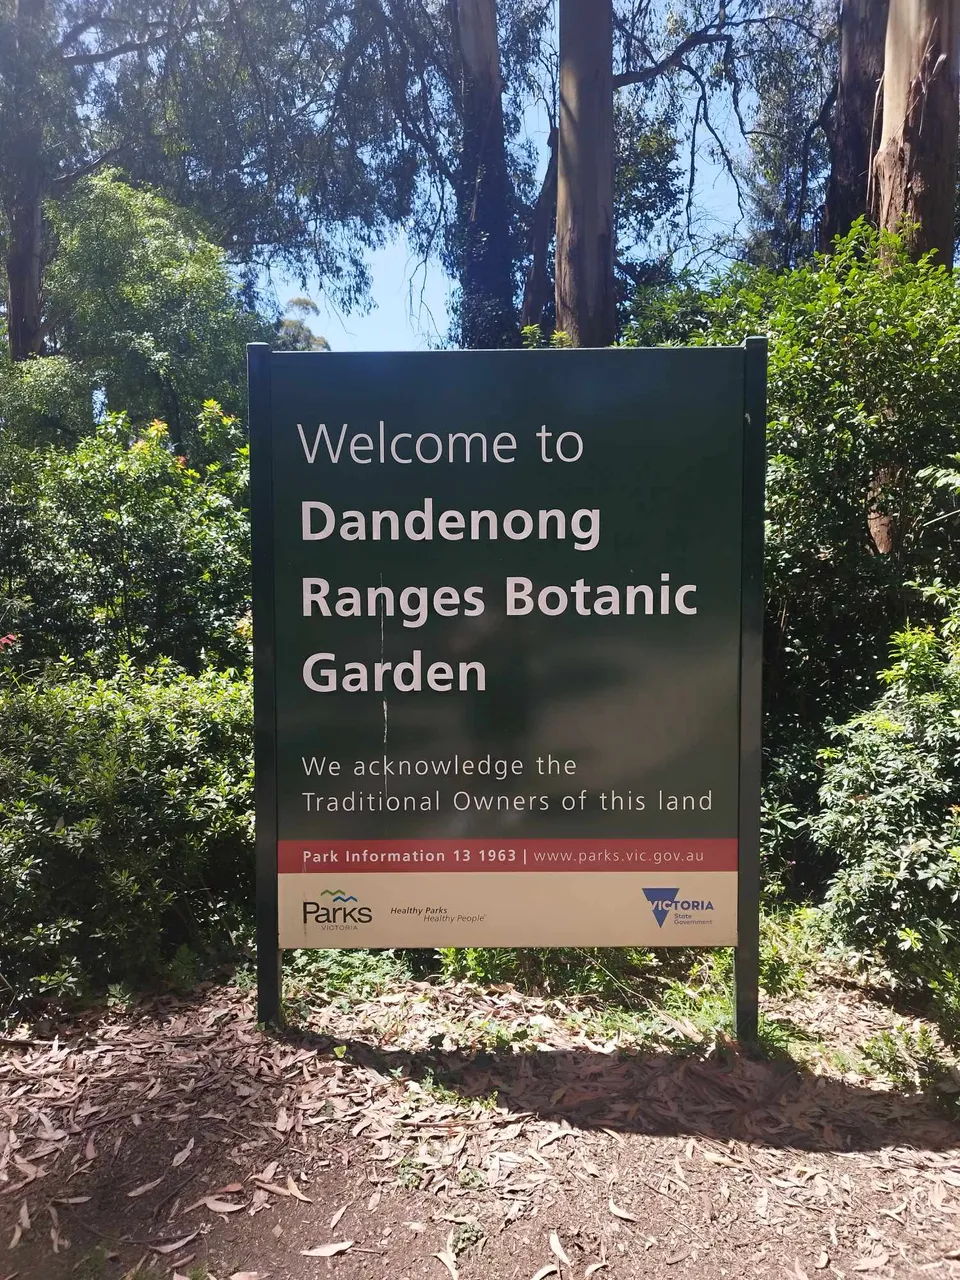 Welcome to
Dandenong
Ranges Botanic
Garden
We acknowledge the
Traditional Owners of this land
Park Information 13 1963 | www.parks.vic.gov.au
Parks
VICTORIA
Healthy Parks
Healthy People
VICTORIA
State
Government